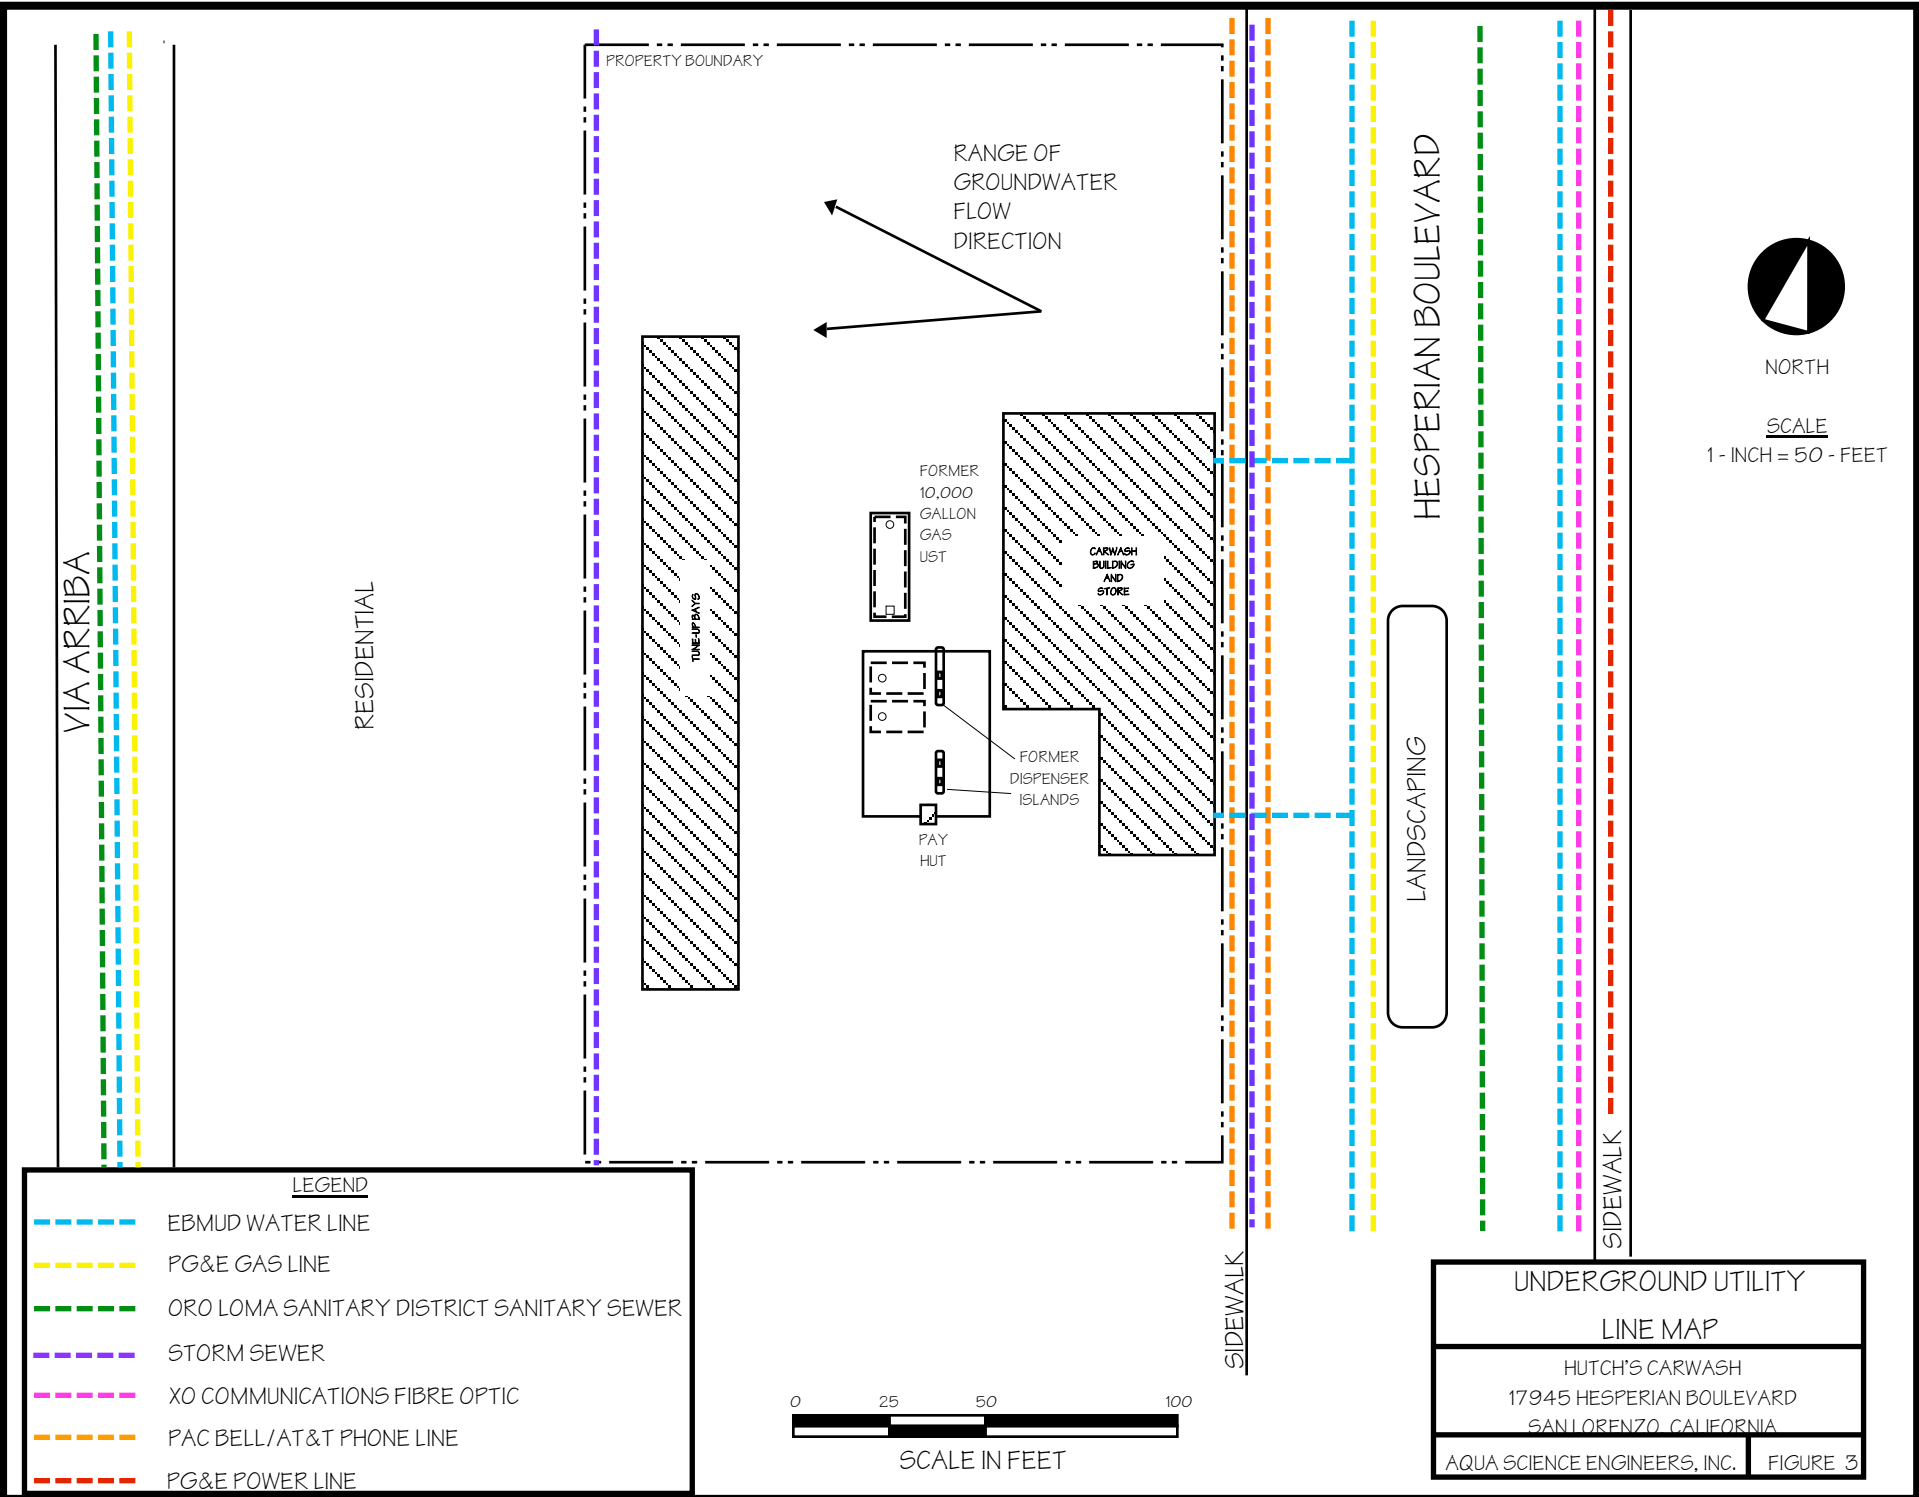 PROPERTY BOUNDARY
RANGE OF
GROUNDWATER
FLOW
DIRECTION
HESPERIAN BOULEVARD
NORTH
SCALE
1 - INCH = 50 - FEET
FORMER
10,000
GALLON
GAS
UST
CARWASH
BUILDING
AND
STORE
VIA ARRIBA
RESIDENTIAL
TUNE-UP BAYS
FORMER
DISPENSER
ISLANDS
PAY
HUT
LANDSCAPING
SIDEWALK
SIDEWALK
LEGEND
EBMUD WATER LINE
PG&E GAS LINE
ORO LOMA SANITARY DISTRICT SANITARY SEWER
STORM SEWER
XO COMMUNICATIONS FIBRE OPTIC
PAC BELL/AT&T PHONE LINE
PG&E POWER LINE
0 25 50 100
SCALE IN FEET
UNDERGROUND UTILITY
LINE MAP
HUTCH'S CARWASH
17945 HESPERIAN BOULEVARD
SAN LORENZO, CALIFORNIA
AQUA SCIENCE ENGINEERS, INC.
FIGURE 3